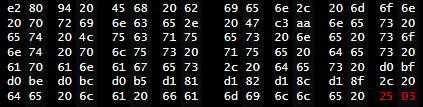 e2 80 94 20 45 68 20 62 69 65 6e 2c 20 6d 6f 6e
20 70 72 69 6e 63 65 2e 20 47 c3 aa 6e 65 73 20
65 74 20 4c 75 63 71 75 65 73 20 6e 65 20 73 6f
6e 74 20 70 6c 75 73 20 71 75 65 20 64 65 73 20
61 70 61 6e 61 67 65 73 2c 20 64 65 73 20 d0 bf
d0 be d0 bc d0 b5 d1 81 d1 82 d1 8c d1 8f 2c 20
64 65 20 6c 61 20 66 61 6d 69 6c 6c 65 20 25 03